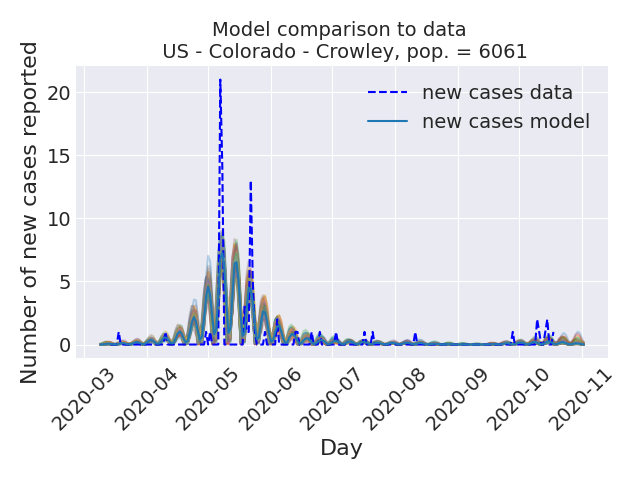 Model comparison to data
US - Colorado - Crowley, pop. = 6061
Number of new cases reported
20
15
10
5
0
new cases data
new cases model
2020-03
2020-04
2020-05
2020-06
2020-07
2020-08
2020-09
2020-10
2020-11
Day